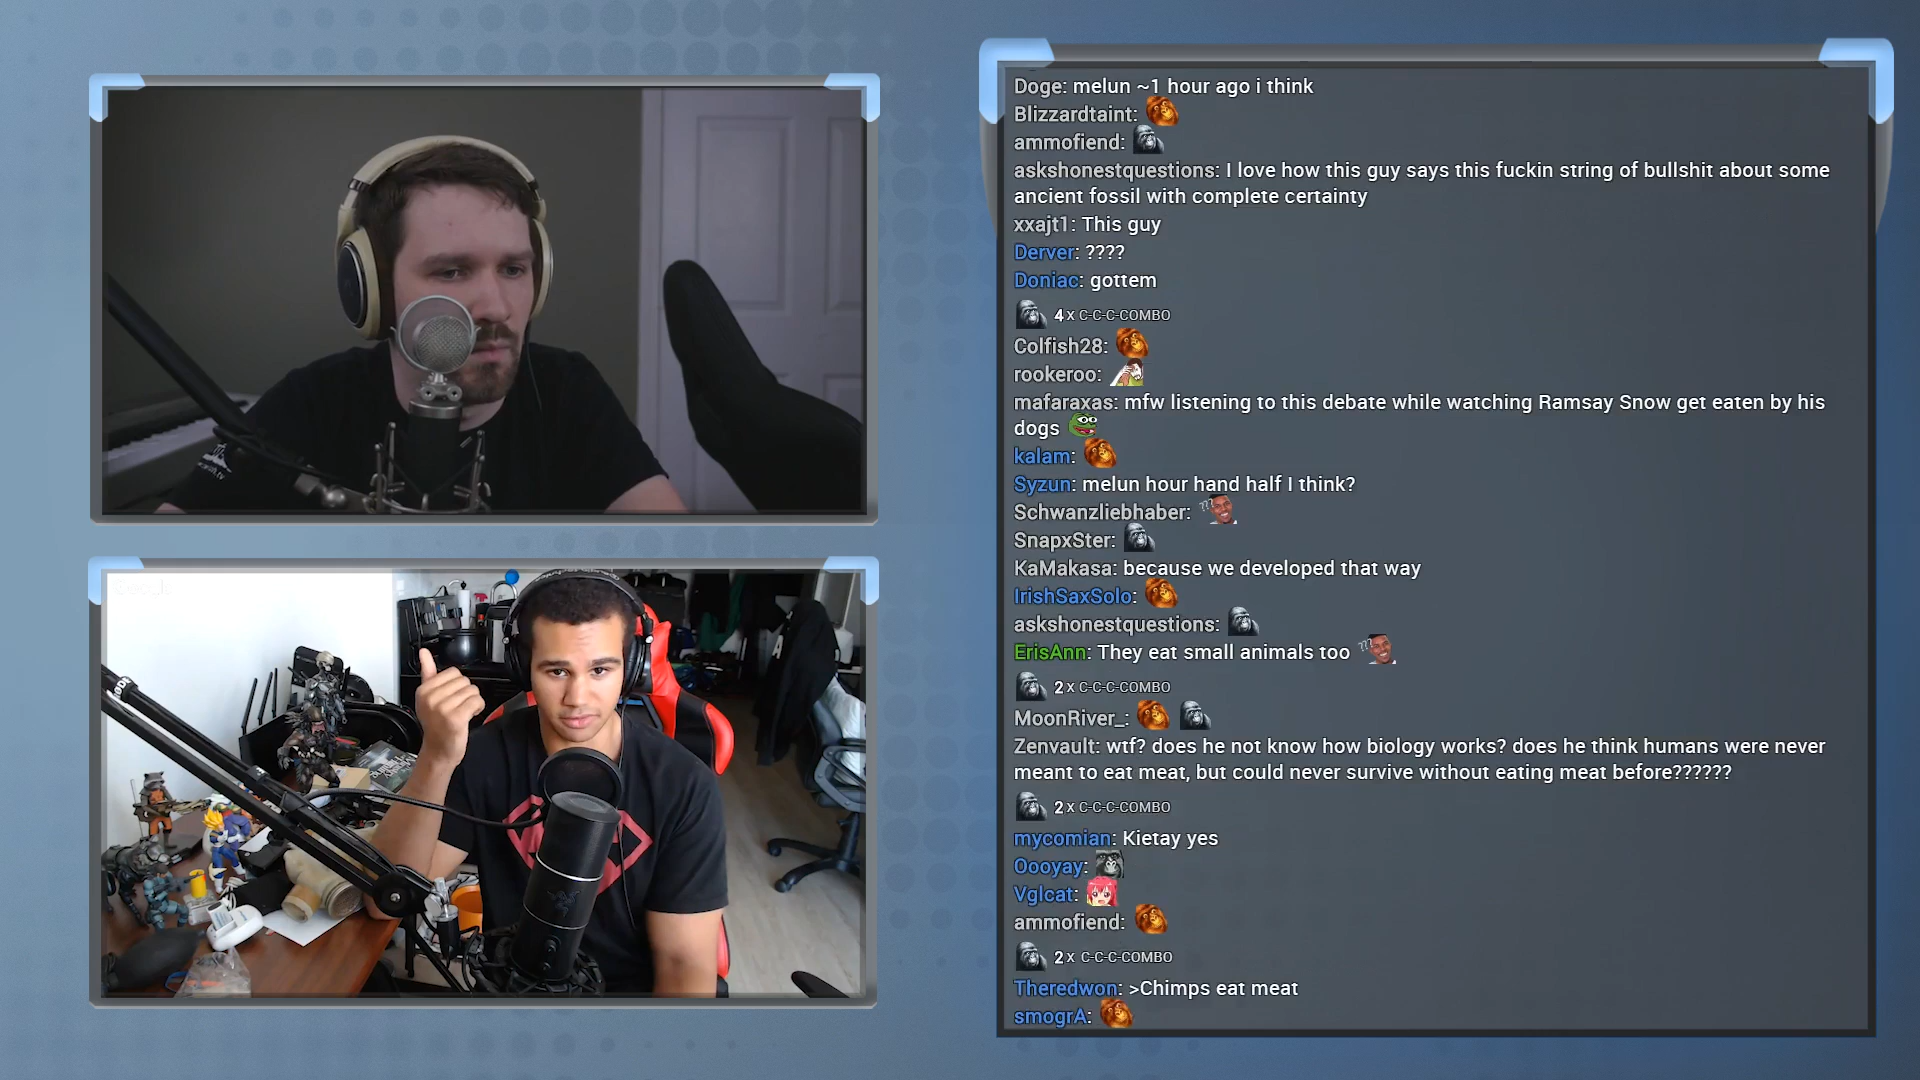 Doge: melun ~1 hour ago i think
Blizzardtaint:
ammofiend:
askshonestquestions: I love how this guy says this fuckin string of bullshit about some
ancient fossil with complete certainty
xxajt1: This guy
Derver: ????
Doniac: gottem
4x C-C-C-COMBO
Colfish28:
rookeroo:
mafaraxas: mfw listening to this debate while watching Ramsay Snow get eaten by his
dogs
kalam:
Syzun: melun hour hand half I think?
Schwanzliebhaber:
SnapxSter:
KaMakasa: because we developed that way
IrishSaxSolo:
askshonestquestions:
ErisAnn: They eat small animals too
2x C-C-C-COMBO
MoonRiver_:
Zenvault: wtf? does he not know how biology works? does he think humans were never
meant to eat meat, but could never survive without eating meat before??????
2x C-C-C-COMBO
mycomian: Kietay yes
Oooyay:
Vglcat:
ammofiend:
2x C-C-C-COMBO
Theredwon: >Chimps eat meat
smogrA: